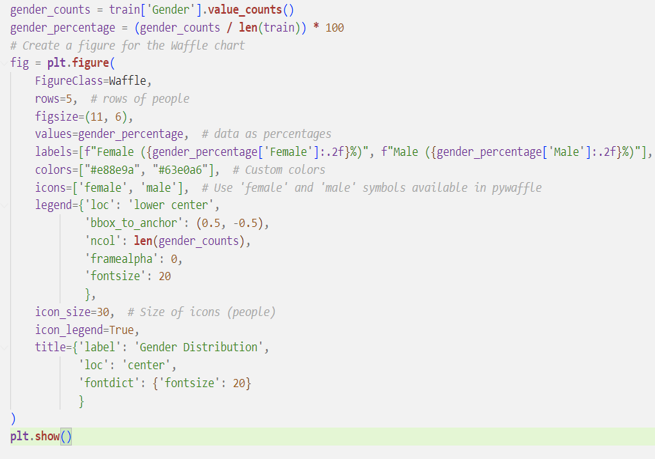 gender_counts = train['Gender'].value_counts()
gender_percentage = (gender_counts / len(train)) * 100
# Create a figure for the Waffle chart
fig = plt.figure(
    FigureClass=Waffle,
    rows=5,  # rows of people
    figsize=(11, 6),
    values=gender_percentage,  # data as percentages
    labels=[f"Female ({gender_percentage['Female']:.2f}%)", f"Male ({gender_percentage['Male']:.2f}%)"],
    colors=["#e88e9a", "#63e0a6"],  # Custom colors
    icons=['female', 'male'],  # Use 'female' and 'male' symbols available in pywaffle
    legend={'loc': 'lower center',
            'bbox_to_anchor': (0.5, -0.5),
            'ncol': len(gender_counts),
            'framealpha': 0,
            'fontsize': 20
            },
    icon_size=30,  # Size of icons (people)
    icon_legend=True,
    title={'label': 'Gender Distribution',
           'loc': 'center',
           'fontdict': {'fontsize': 20}
           }
)
plt.show()